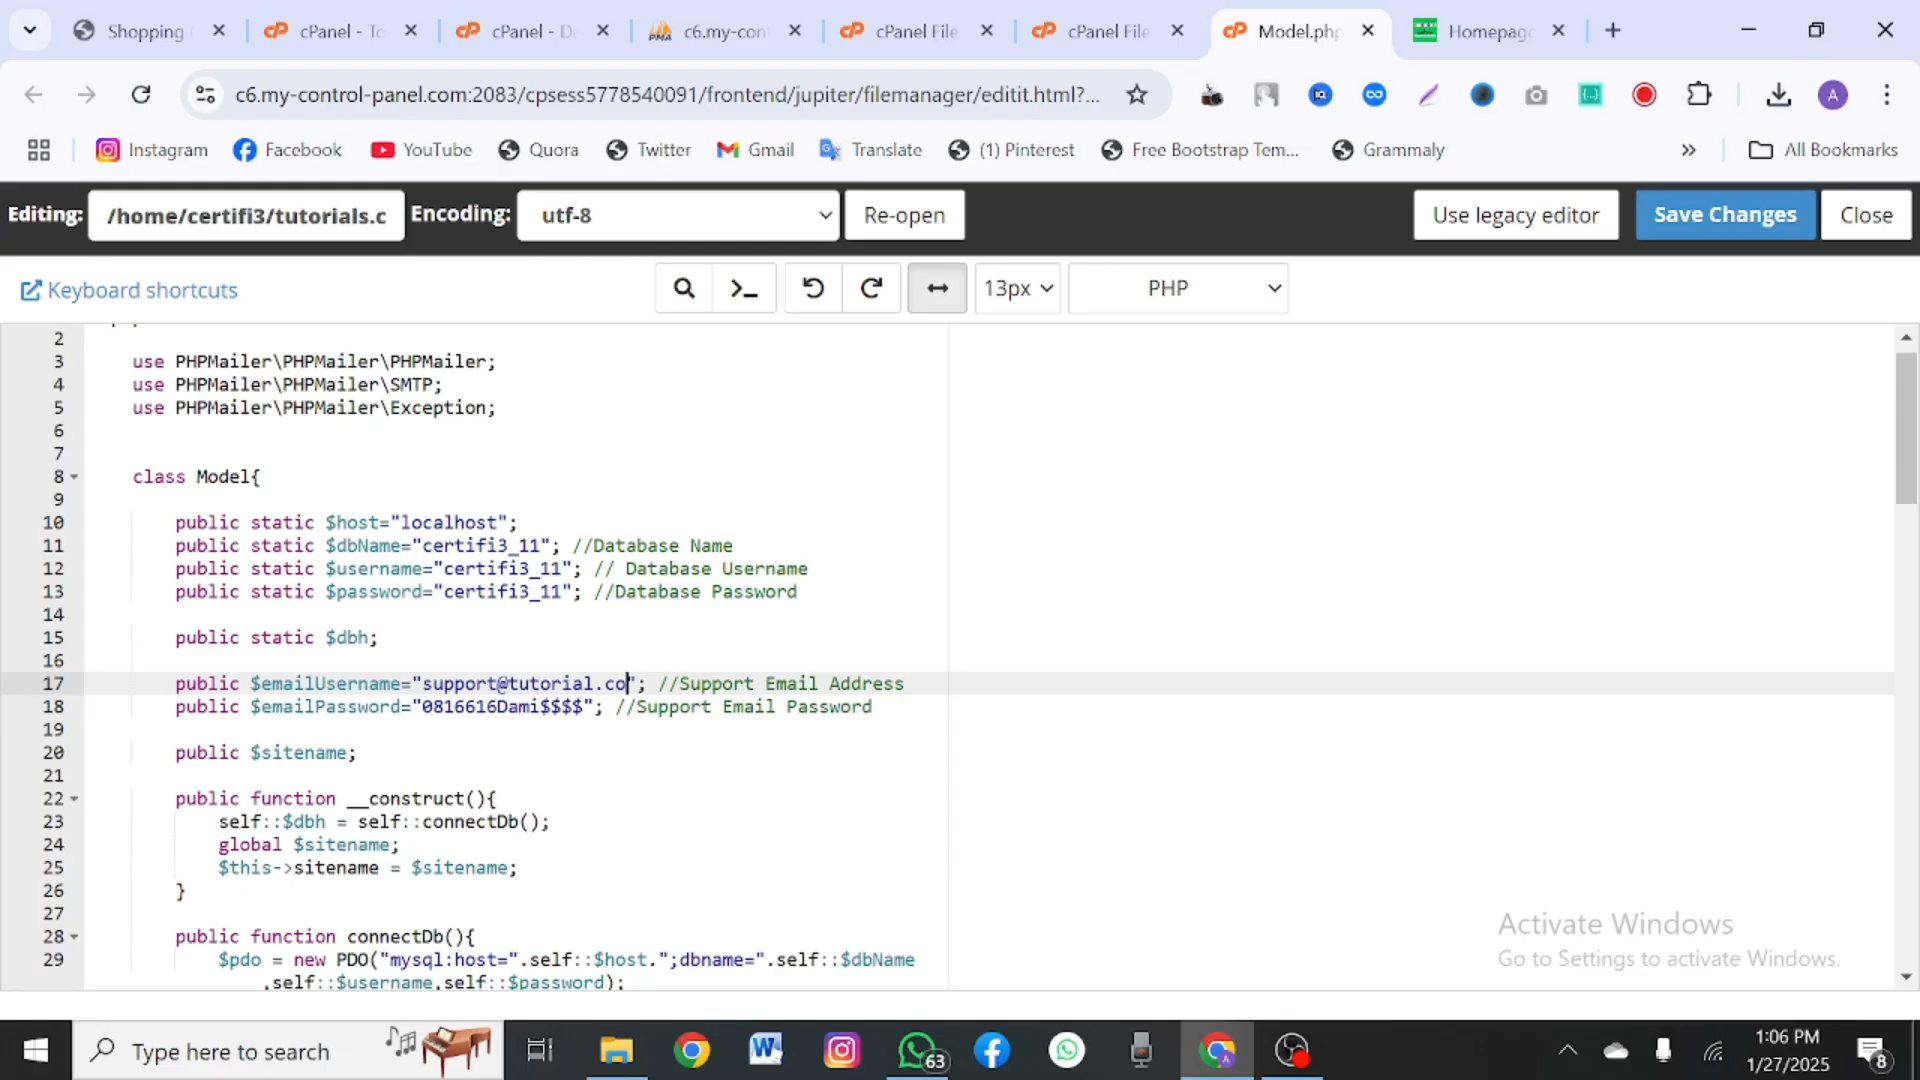 Shopping
cPanel - To
cPanel - Da
c6.my-con
cPanel File
cPanel File
Model.php
Homepag
c6.my-control-panel.com:2083/cpsess5778540091/frontend/jupiter/filemanager/editit.html?...
A
Instagram
Facebook
YouTube
Quora
Twitter
Gmail
Translate
(1) Pinterest
Free Bootstrap Tem...
Grammaly
All Bookmarks
Editing:
/home/certifi3/tutorials.c
Encoding:
utf-8
Re-open
Use legacy editor
Save Changes
Close
Keyboard shortcuts
13px
PHP
2
3 use PHPMailer\PHPMailer\PHPMailer;
4 use PHPMailer\PHPMailer\SMTP;
5 use PHPMailer\PHPMailer\Exception;
6
7
8 class Model{
9
10 public static $host="localhost";
11 public static $dbName="certifi3_11"; //Database Name
12 public static $username="certifi3_11"; // Database Username
13 public static $password="certifi3_11"; //Database Password
14
15 public static $dbh;
16
17 public $emailUsername="support@tutorial.co"; //Support Email Address
18 public $emailPassword="0816616Dami$$$$"; //Support Email Password
19
20 public $sitename;
21
22 public function __construct(){
23 self::$dbh = self::connectDb();
24 global $sitename;
25 $this->sitename = $sitename;
26 }
27
28 public function connectDb(){
29 $pdo = new PDO("mysql:host=".self::$host.";dbname=".self::$dbName
,self::$username,self::$password);
Activate Windows
Go to Settings to activate Windows.
Type here to search
63
1:06 PM
1/27/2025
8